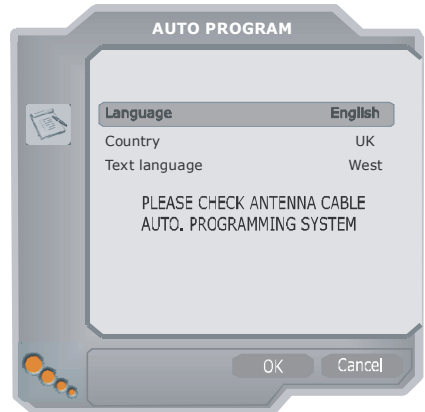 AUTO PROGRAM
Language English
Country UK
Text language West
PLEASE CHECK ANTENNA CABLE
AUTO. PROGRAMMING SYSTEM
OK Cancel